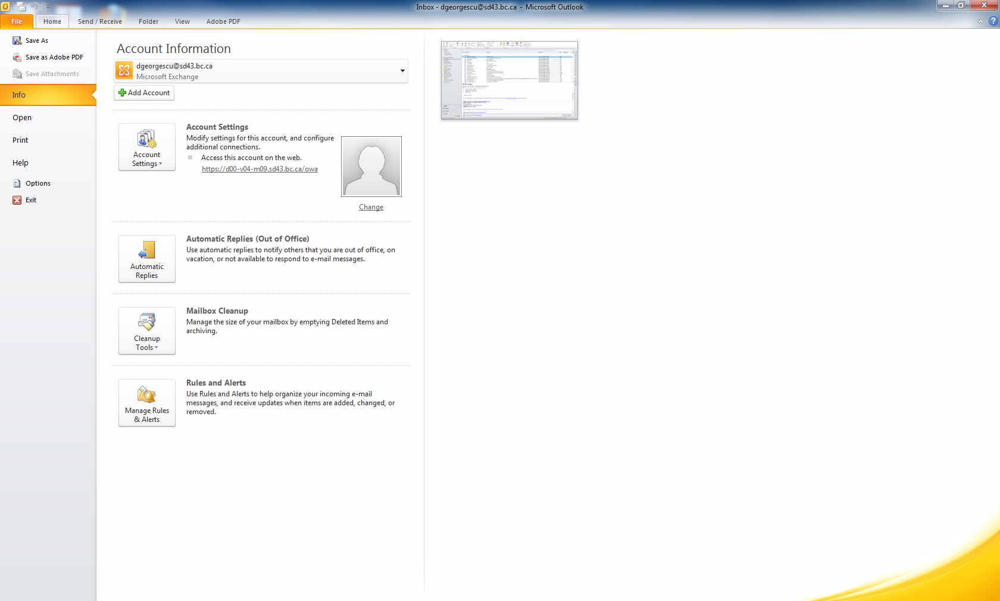 Inbox - dgeorgescu@sd43.bc.ca - Microsoft Outlook
File Home Send / Receive Folder View Adobe PDF
Save As
Save as Adobe PDF
Save Attachments
Info
Open
Print
Help
Options
Exit
Account Information
dgeorgescu@sd43.bc.ca
Microsoft Exchange
Add Account
Account
Settings
Account Settings
Modify settings for this account, and configure
additional connections.
Access this account on the web.
https://d00-v04-m09.sd43.bc.ca/owa
Change
Automatic
Replies
Automatic Replies (Out of Office)
Use automatic replies to notify others that you are out of office, on
vacation, or not available to respond to e-mail messages.
Cleanup
Tools
Mailbox Cleanup
Manage the size of your mailbox by emptying Deleted Items and
archiving.
Manage Rules
& Alerts
Rules and Alerts
Use Rules and Alerts to help organize your incoming e-mail
messages, and receive updates when items are added, changed, or
removed.